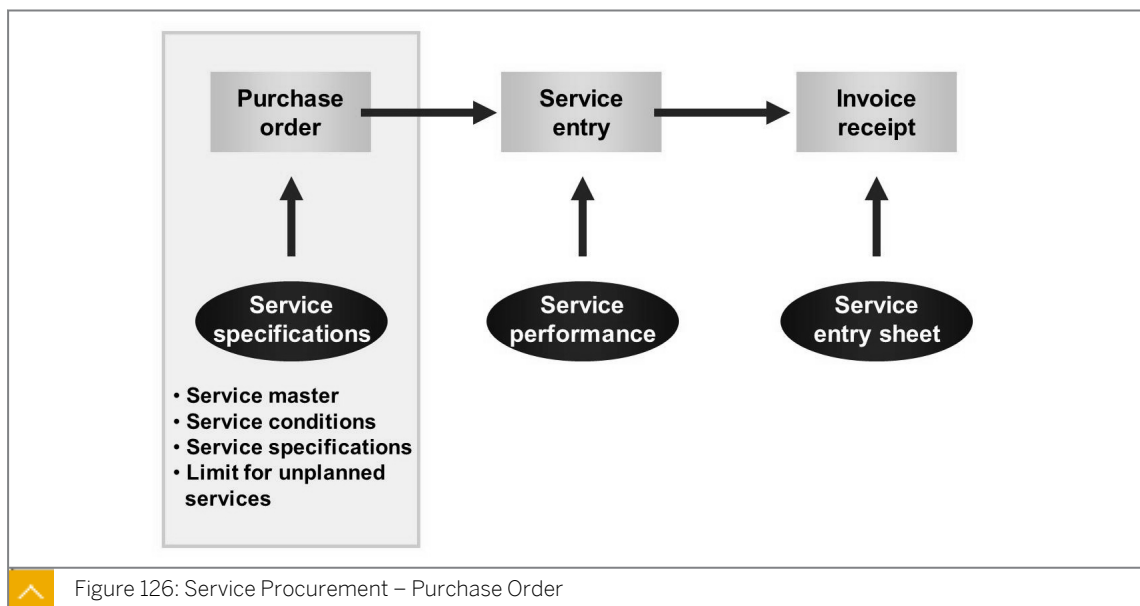 Purchase
order
Service
entry
Invoice
receipt
Service
specifications
Service
performance
Service
entry sheet
• Service master
• Service conditions
• Service specifications
• Limit for unplanned
services
Figure 126: Service Procurement – Purchase Order